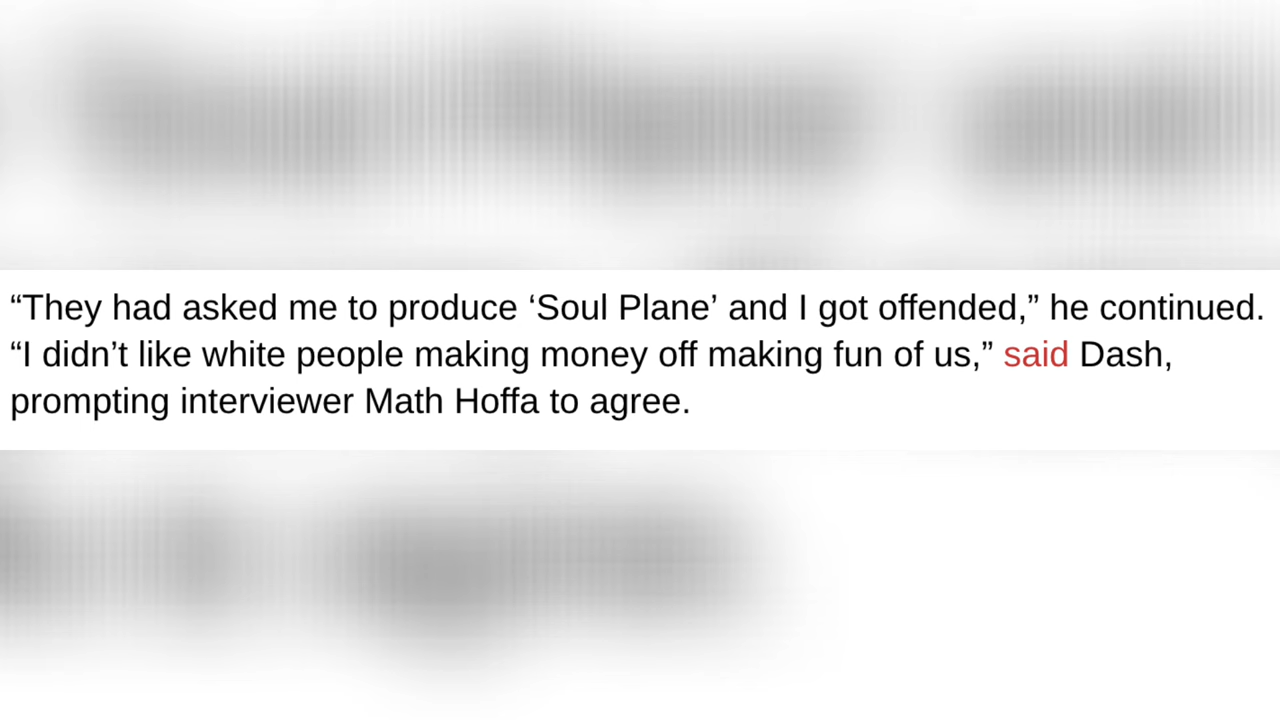 “They had asked me to produce ‘Soul Plane’ and I got offended,” he continued.
“I didn’t like white people making money off making fun of us,” said Dash,
prompting interviewer Math Hoffa to agree.